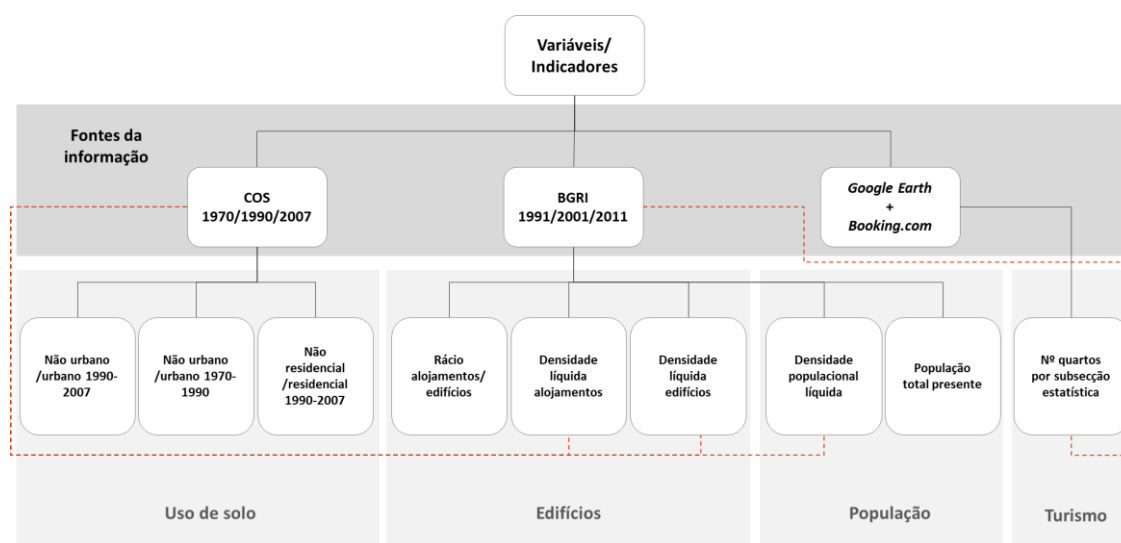 Variáveis/
Indicadores
Fontes da
informação
COS
1970/1990/2007
BGRI
1991/2001/2011
Google Earth
+
Booking.com
Não urbano
/urbano 1990-
2007
Não urbano
/urbano 1970-
1990
Não
residencial
/residencial
1990-2007
Rácio
alojamentos/
edifícios
Densidade
líquida
alojamentos
Densidade
líquida
edifícios
Densidade
populacional
líquida
População
total presente
Nº quartos
por subsecção
estatística
Uso de solo
Edifícios
População
Turismo